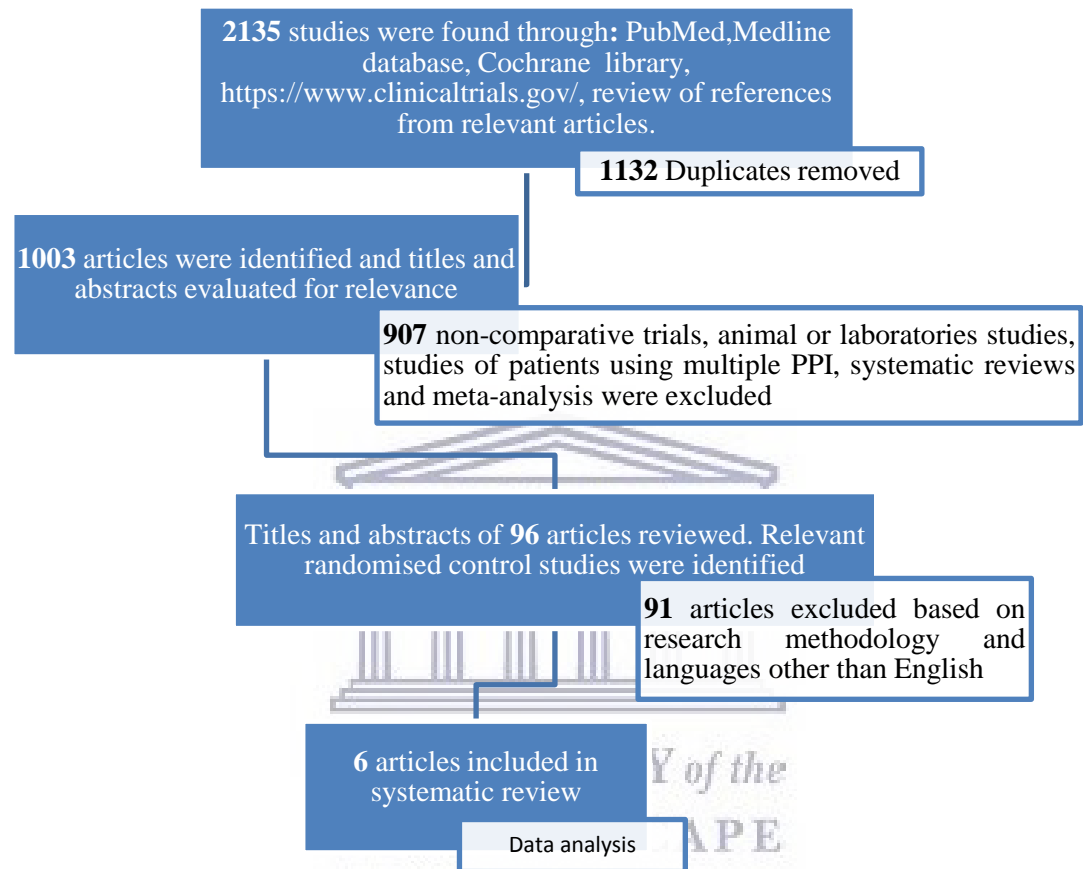 2135 studies were found through: PubMed,Medline
database, Cochrane library,
https://www.clinicaltrials.gov/, review of references
from relevant articles.
1132 Duplicates removed
1003 articles were identified and titles and
abstracts evaluated for relevance
907 non-comparative trials, animal or laboratories studies,
studies of patients using multiple PPI, systematic reviews
and meta-analysis were excluded
Titles and abstracts of 96 articles reviewed. Relevant
randomised control studies were identified
91 articles excluded based on
research methodology and
languages other than English
6 articles included in
systematic review
Y of the
APE
Data analysis